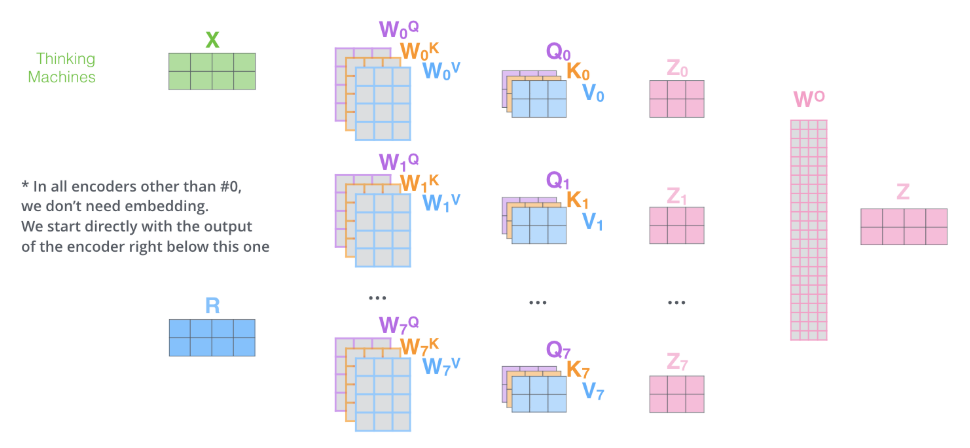 X
Thinking
Machines
W₀Q
W₀K
W₀V
Q₀
K₀
V₀
Z₀
Wᴼ
* In all encoders other than #0,
we don’t need embedding.
We start directly with the output
of the encoder right below this one
W₁Q
W₁K
W₁V
Q₁
K₁
V₁
Z₁
Z
...
...
...
R
W₇Q
W₇K
W₇V
Q₇
K₇
V₇
Z₇